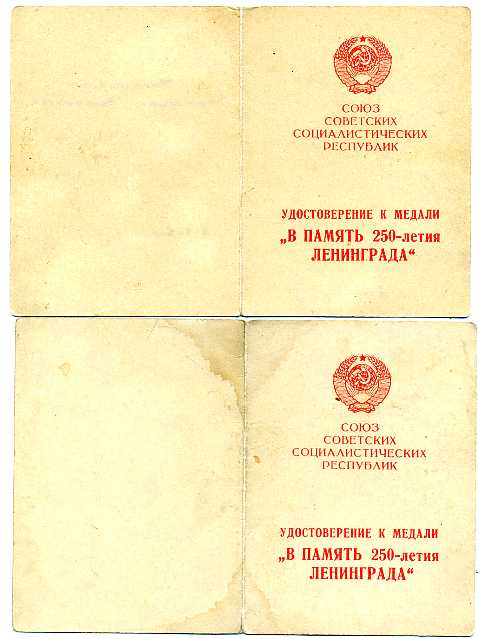 СОЮЗ
СОВЕТСКИХ
СОЦИАЛИСТИЧЕСКИХ
РЕСПУБЛИК
УДОСТОВЕРЕНИЕ К МЕДАЛИ
„В ПАМЯТЬ 250-летия
ЛЕНИНГРАДА“
СОЮЗ
СОВЕТСКИХ
СОЦИАЛИСТИЧЕСКИХ
РЕСПУБЛИК
УДОСТОВЕРЕНИЕ К МЕДАЛИ
„В ПАМЯТЬ 250-летия
ЛЕНИНГРАДА“